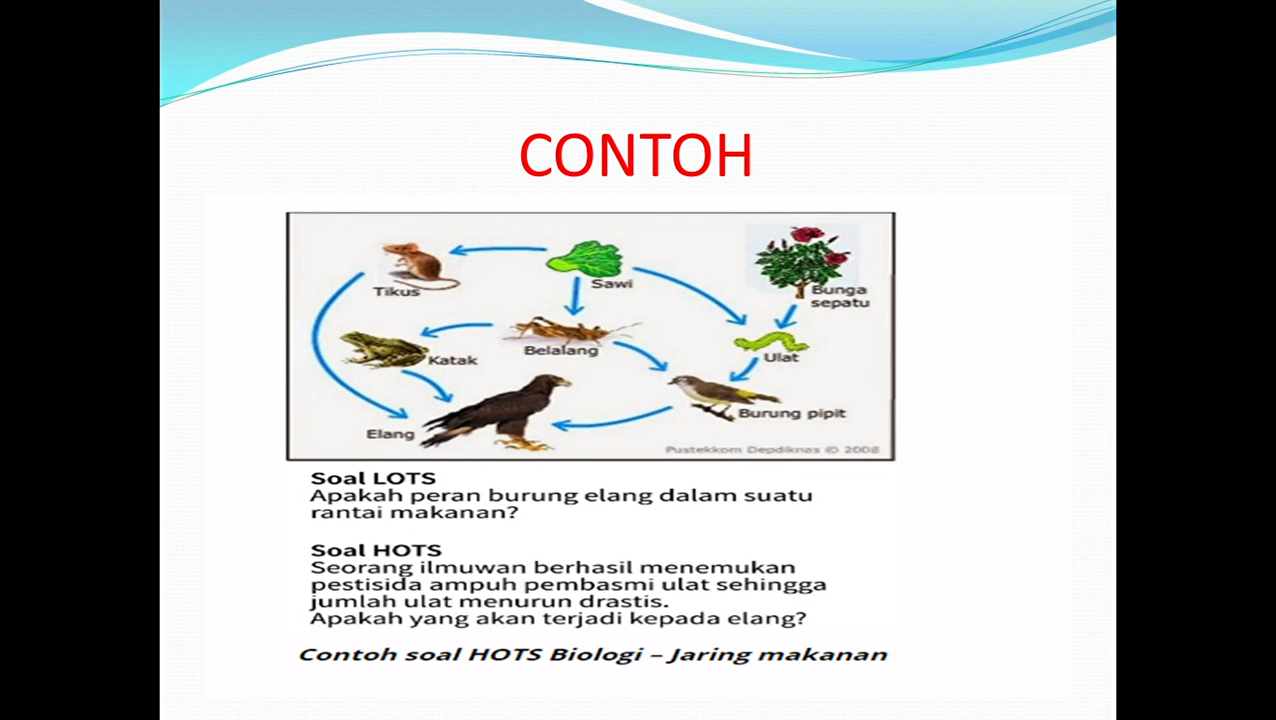 CONTOH
Tikus
Sawi
Bunga
sepatu
Katak
Belalang
Ulat
Elang
Burung pipit
Pustekkom Depdiknas © 2008
Soal LOTS
Apakah peran burung elang dalam suatu
rantai makanan?
Soal HOTS
Seorang ilmuwan berhasil menemukan
pestisida ampuh pembasmi ulat sehingga
jumlah ulat menurun drastis.
Apakah yang akan terjadi kepada elang?
Contoh soal HOTS Biologi – Jaring makanan